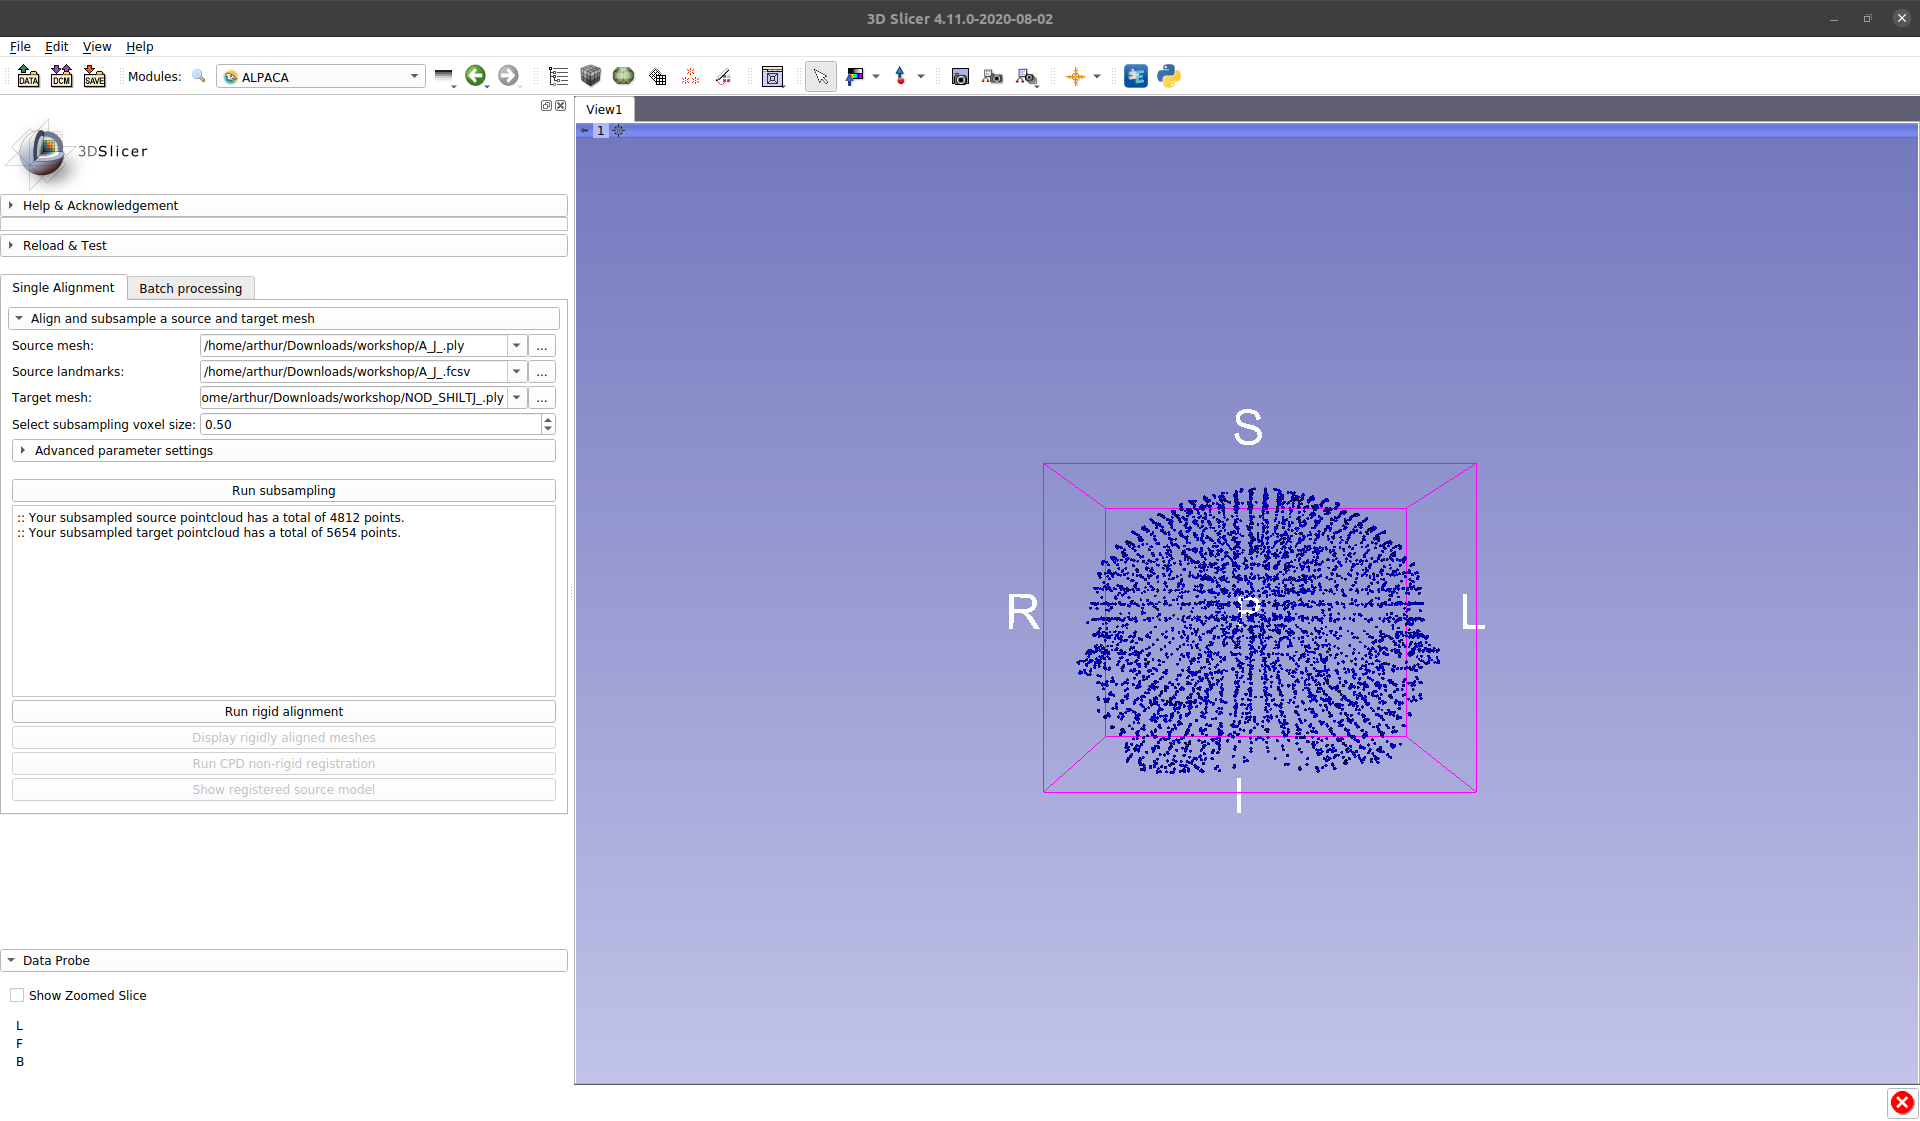 3D Slicer 4.11.0-2020-08-02
File Edit View Help
DATA DCM SAVE Modules: ALPACA
View1
1
3DSlicer
Help & Acknowledgement
Reload & Test
Single Alignment Batch processing
Align and subsample a source and target mesh
Source mesh: /home/arthur/Downloads/workshop/A_J_.ply ...
Source landmarks: /home/arthur/Downloads/workshop/A_J_.fcsv ...
Target mesh: ome/arthur/Downloads/workshop/NOD_SHILTJ_.ply ...
Select subsampling voxel size: 0.50
Advanced parameter settings
Run subsampling
:: Your subsampled source pointcloud has a total of 4812 points.
:: Your subsampled target pointcloud has a total of 5654 points.
Run rigid alignment
Display rigidly aligned meshes
Run CPD non-rigid registration
Show registered source model
S
R P L
I
Data Probe
Show Zoomed Slice
L
F
B